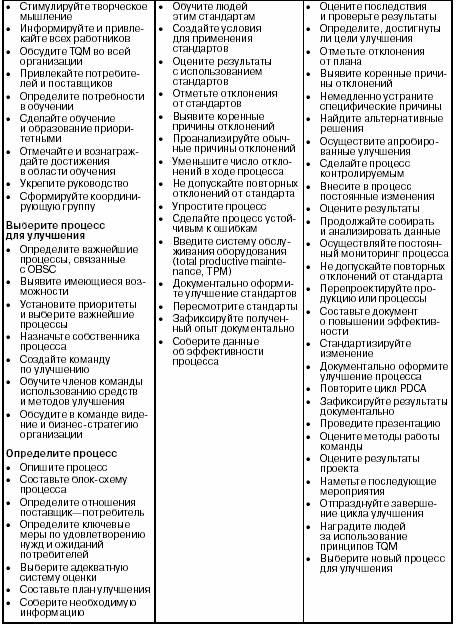 • Стимулируйте творческое
мышление
• Информируйте и привле-
кайте всех работников
• Обсудите TQM во всей
организации
• Привлекайте потребите-
лей и поставщиков
• Определите потребности
в обучении
• Сделайте обучение
и образование приори-
тетными
• Отмечайте и вознаграж-
дайте достижения
в области обучения
• Укрепите руководство
• Сформируйте координи-
рующую группу
Выберите процесс
для улучшения
• Определите важнейшие
процессы, связанные
с OBSC
• Выявите имеющиеся воз-
можности
• Установите приоритеты
и выберите важнейшие
процессы
• Назначьте собственника
процесса
• Создайте команду
по улучшению
• Обучите членов команды
использованию средств
и методов улучшения
• Обсудите в команде виде-
ние и бизнес-стратегию
организации
Определите процесс
• Опишите процесс
• Составьте блок-схему
процесса
• Определите отношения
поставщик—потребитель
• Определите ключевые
меры по удовлетворению
нужд и ожиданий
потребителей
• Выберите адекватную
систему оценки
• Составьте план улучшения
• Соберите необходимую
информацию
• Обучите людей
этим стандартам
• Создайте условия
для применения
стандартов
• Оцените результаты
с использованием
стандартов
• Отметьте отклонения
от стандартов
• Выявите коренные
причины отклонений
• Проанализируйте обыч-
ные причины отклонений
• Уменьшите число откло-
нений в ходе процесса
• Не допускайте повторных
отклонений от стандарта
• Упростите процесс
• Сделайте процесс устой-
чивым к ошибкам
• Введите систему обслу-
живания оборудования
(total productive mainte-
nance, TPM)
• Документально оформи-
те улучшение стандартов
• Пересмотрите стандарты
• Зафиксируйте получен-
ный опыт документально
• Соберите данные
об эффективности
процесса
• Оцените последствия
и проверьте результаты
• Определите, достигнуты
ли цели улучшения
• Отметьте отклонения
от плана
• Выявите коренные причи-
ны отклонений
• Немедленно устраните
специфические причины
• Найдите альтернативные
решения
• Осуществите апробиро-
ванные улучшения
• Сделайте процесс
контролируемым
• Внесите в процесс
постоянные изменения
• Оцените результаты
• Продолжайте собирать
и анализировать данные
• Осуществляйте постоян-
ный мониторинг процесса
• Не допускайте повторных
отклонений от стандарта
• Перепроектируйте про-
дукцию или процессы
• Составьте документ
о повышении эффектив-
ности
• Стандартизируйте
изменение
• Документально оформите
улучшение процесса
• Повторите цикл PDCA
• Зафиксируйте результаты
документально
• Проведите презентацию
• Оцените методы работы
команды
• Оцените результаты
проекта
• Наметьте последующие
мероприятия
• Отпразднуйте заверше-
ние цикла улучшения
• Наградите людей
за использование
принципов TQM
• Выберите новый процесс
для улучшения